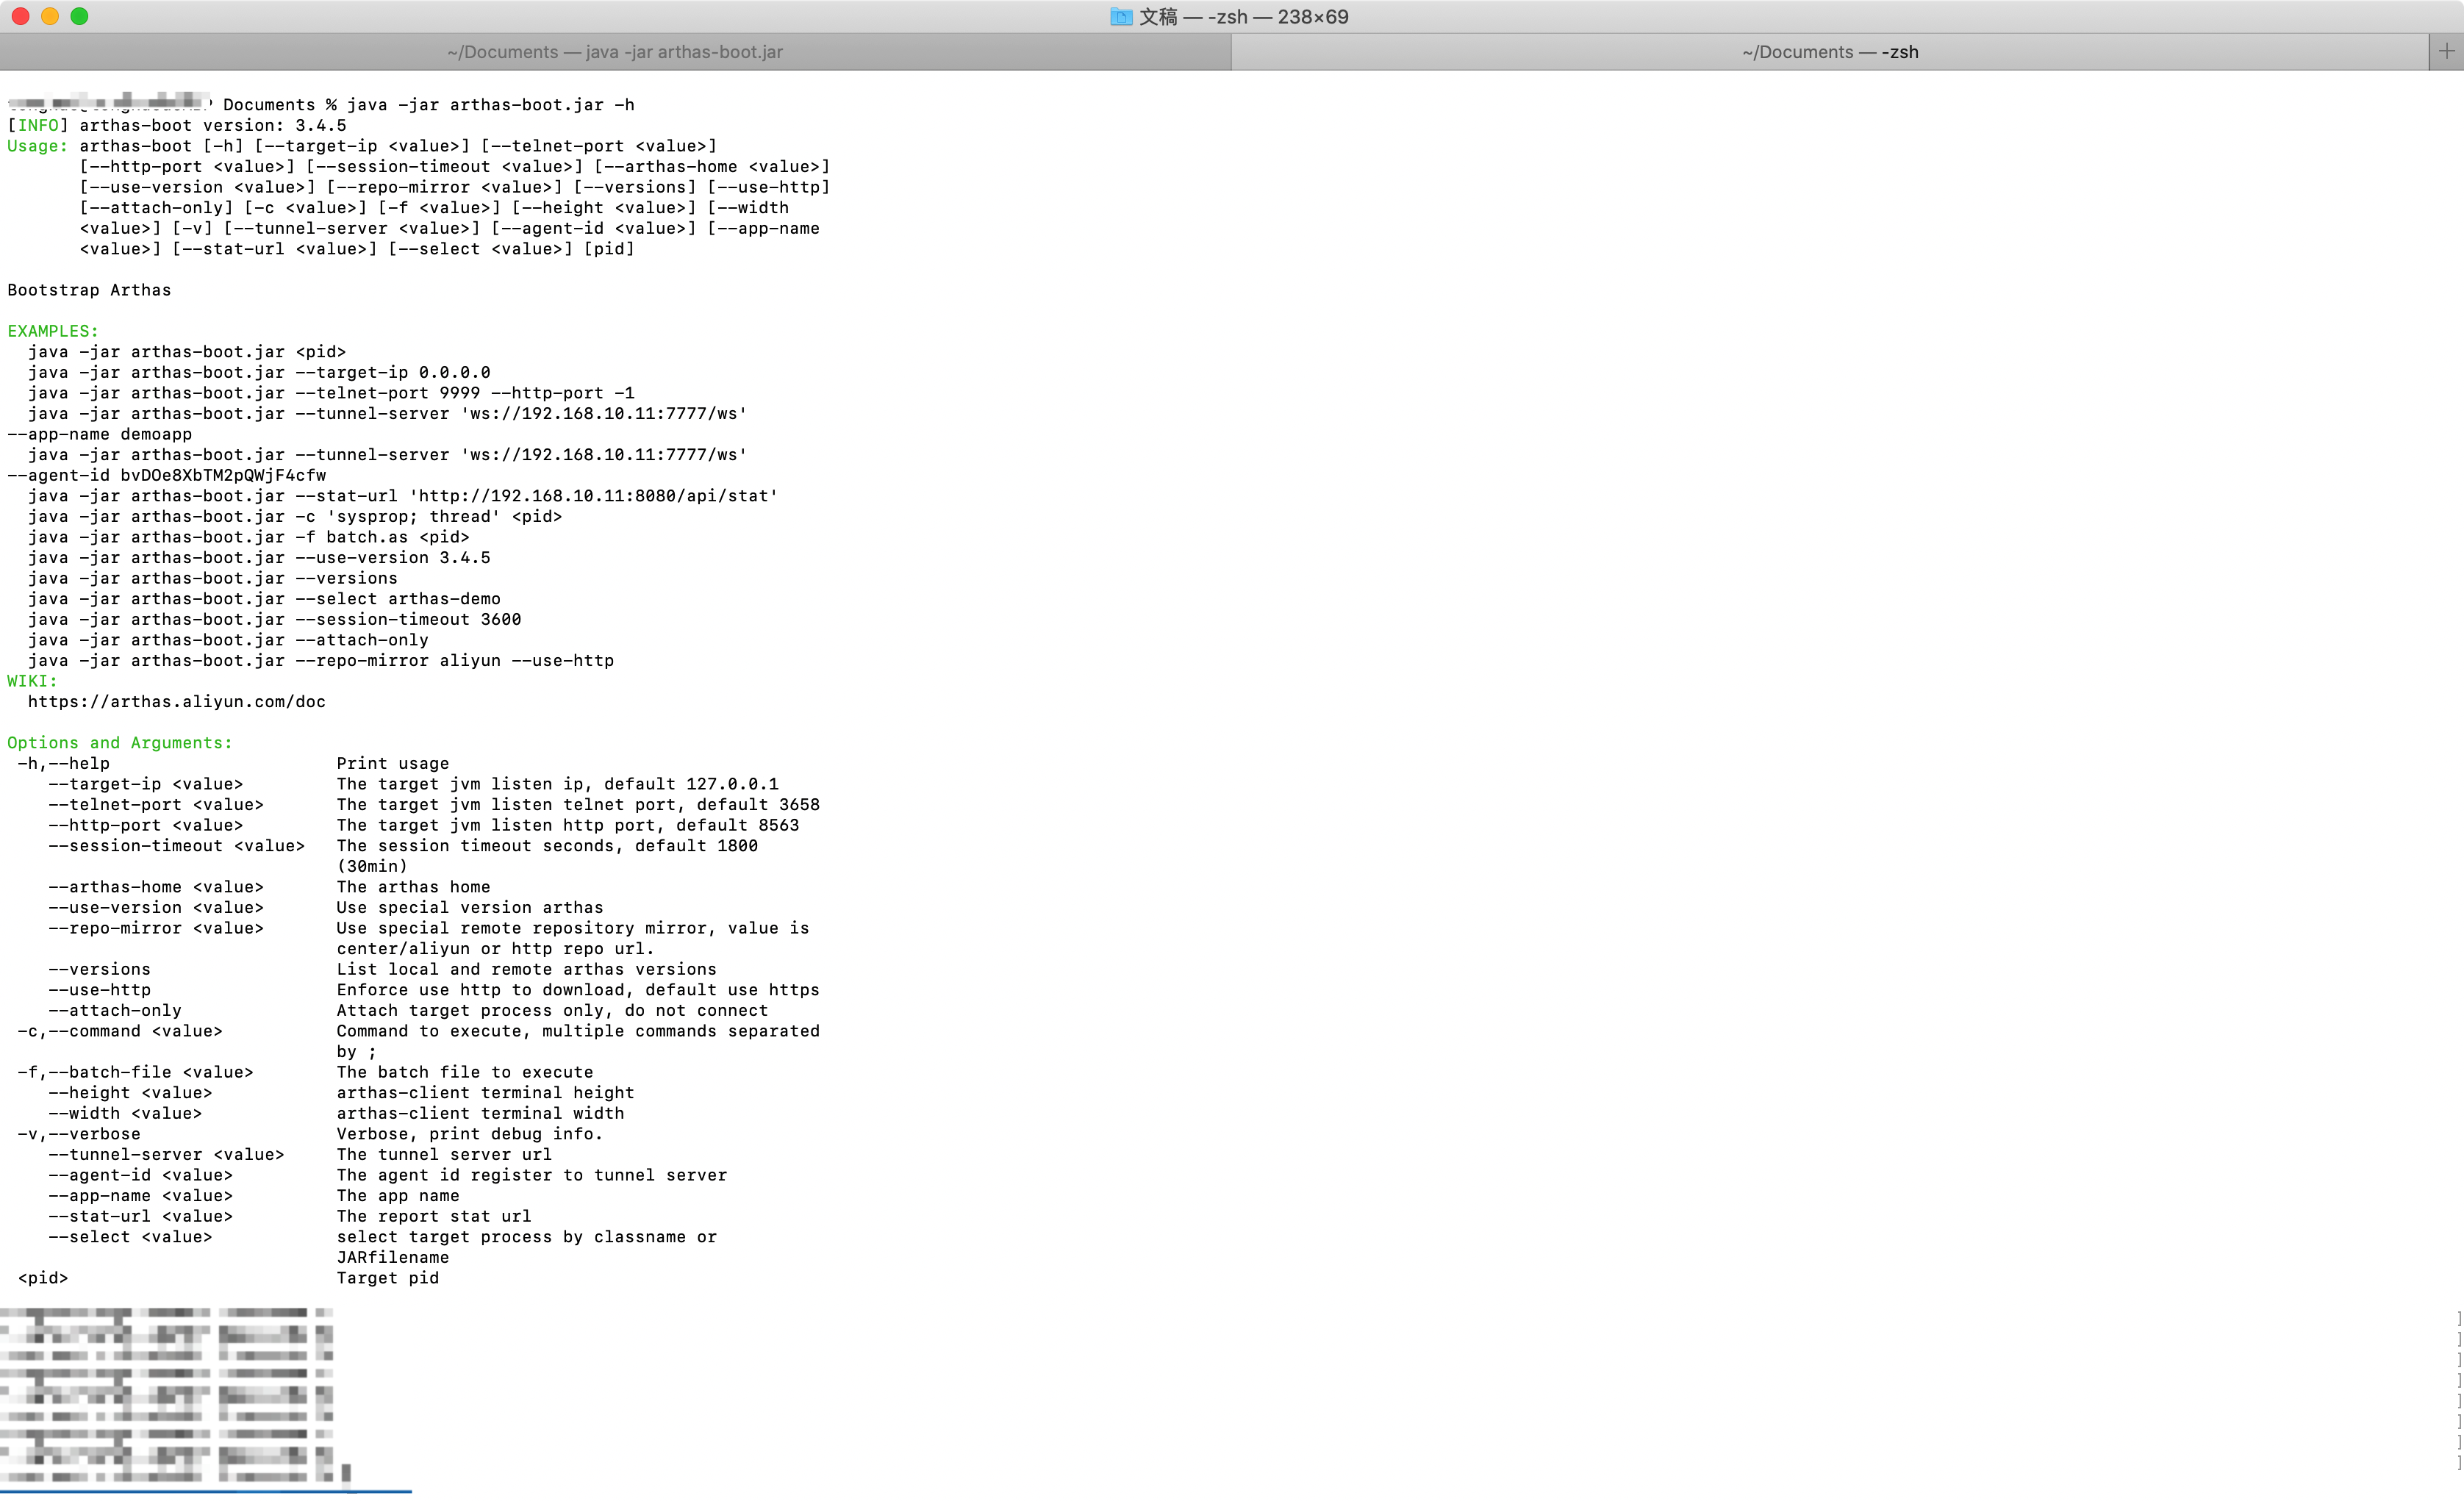 文稿 — -zsh — 238×69
~/Documents — java -jar arthas-boot.jar
~/Documents — -zsh
Documents % java -jar arthas-boot.jar -h
[INFO] arthas-boot version: 3.4.5
Usage: arthas-boot [-h] [--target-ip <value>] [--telnet-port <value>]
[--http-port <value>] [--session-timeout <value>] [--arthas-home <value>]
[--use-version <value>] [--repo-mirror <value>] [--versions] [--use-http]
[--attach-only] [-c <value>] [-f <value>] [--height <value>] [--width
<value>] [-v] [--tunnel-server <value>] [--agent-id <value>] [--app-name
<value>] [--stat-url <value>] [--select <value>] [pid]
Bootstrap Arthas
EXAMPLES:
java -jar arthas-boot.jar <pid>
java -jar arthas-boot.jar --target-ip 0.0.0.0
java -jar arthas-boot.jar --telnet-port 9999 --http-port -1
java -jar arthas-boot.jar --tunnel-server 'ws://192.168.10.11:7777/ws'
--app-name demoapp
java -jar arthas-boot.jar --tunnel-server 'ws://192.168.10.11:7777/ws'
--agent-id bvDOe8XbTM2pQWjF4cfw
java -jar arthas-boot.jar --stat-url 'http://192.168.10.11:8080/api/stat'
java -jar arthas-boot.jar -c 'sysprop; thread' <pid>
java -jar arthas-boot.jar -f batch.as <pid>
java -jar arthas-boot.jar --use-version 3.4.5
java -jar arthas-boot.jar --versions
java -jar arthas-boot.jar --select arthas-demo
java -jar arthas-boot.jar --session-timeout 3600
java -jar arthas-boot.jar --attach-only
java -jar arthas-boot.jar --repo-mirror aliyun --use-http
WIKI:
https://arthas.aliyun.com/doc
Options and Arguments:
-h,--help Print usage
--target-ip <value> The target jvm listen ip, default 127.0.0.1
--telnet-port <value> The target jvm listen telnet port, default 3658
--http-port <value> The target jvm listen http port, default 8563
--session-timeout <value> The session timeout seconds, default 1800
(30min)
--arthas-home <value> The arthas home
--use-version <value> Use special version arthas
--repo-mirror <value> Use special remote repository mirror, value is
center/aliyun or http repo url.
--versions List local and remote arthas versions
--use-http Enforce use http to download, default use https
--attach-only Attach target process only, do not connect
-c,--command <value> Command to execute, multiple commands separated
by ;
-f,--batch-file <value> The batch file to execute
--height <value> arthas-client terminal height
--width <value> arthas-client terminal width
-v,--verbose Verbose, print debug info.
--tunnel-server <value> The tunnel server url
--agent-id <value> The agent id register to tunnel server
--app-name <value> The app name
--stat-url <value> The report stat url
--select <value> select target process by classname or
JARfilename
<pid> Target pid